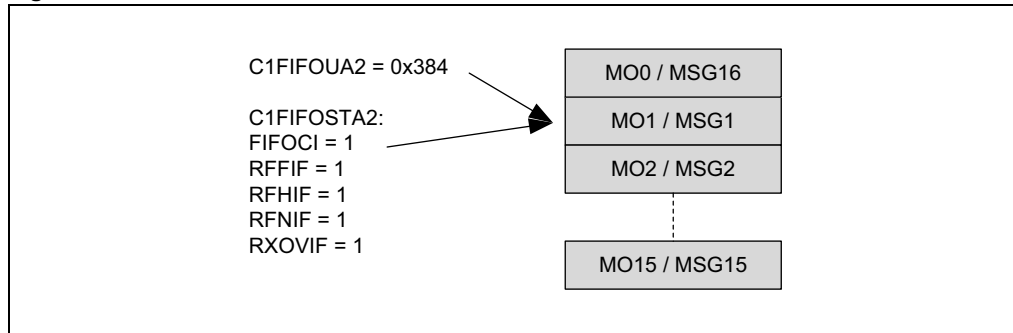 C1FIFOUA2 = 0x384
C1FIFOSTA2:
FIFOCI = 1
RFFIF = 1
RFHIF = 1
RFNIF = 1
RXOVIF = 1
MO0 / MSG16
MO1 / MSG1
MO2 / MSG2
MO15 / MSG15